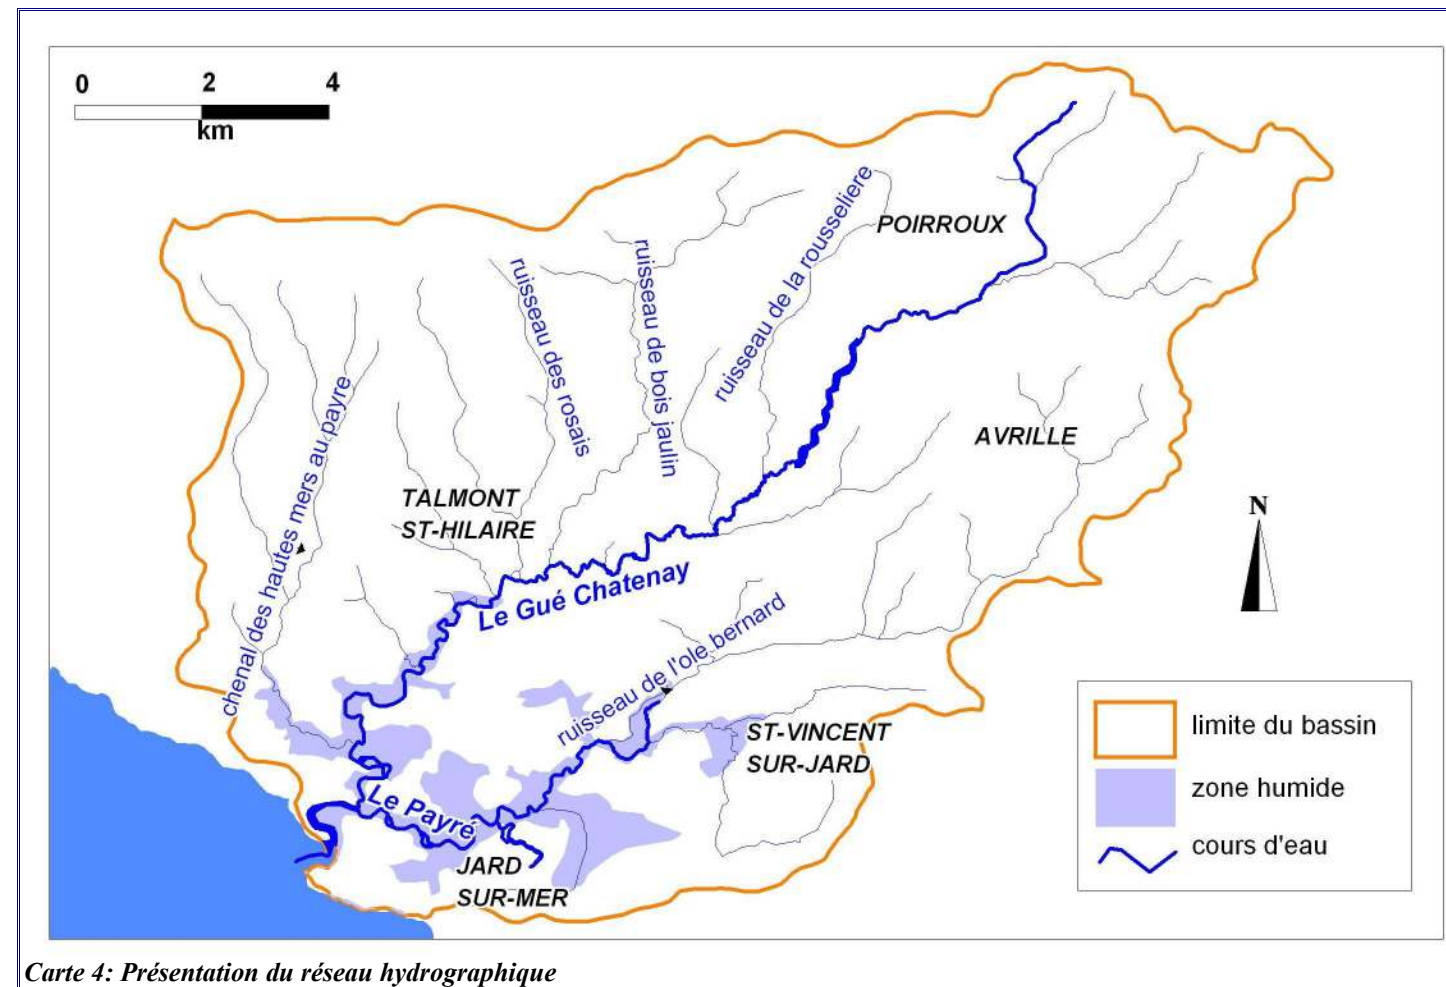 0 2 4
km
POIRROUX
ruisseau de la rousseliere
ruisseau de bois jaulin
ruisseau des rosais
chenal des hautes mers au payre
AVRILLE
TALMONT
ST-HILAIRE
N
Le Gué Chatenay
ruisseau de l'ole bernard
ST-VINCENT
SUR-JARD
Le Payré
JARD
SUR-MER
limite du bassin
zone humide
cours d'eau
Carte 4: Présentation du réseau hydrographique